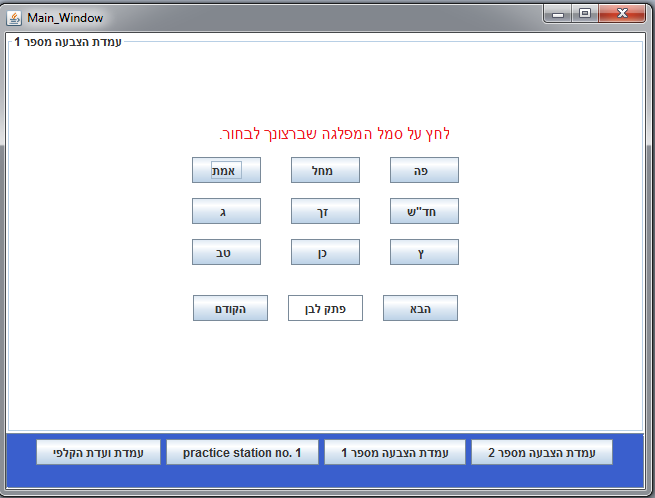 Main_Window
עמדת הצבעה מספר 1
לחץ על סמל המפלגה שברצונך לבחור.
פה מחל אמת
חד"ש זך ג
ץ כן טב
הבא פתק לבן הקודם
עמדת הצבעה מספר 2 עמדת הצבעה מספר 1 practice station no. 1 עמדת ועדת הקלפי